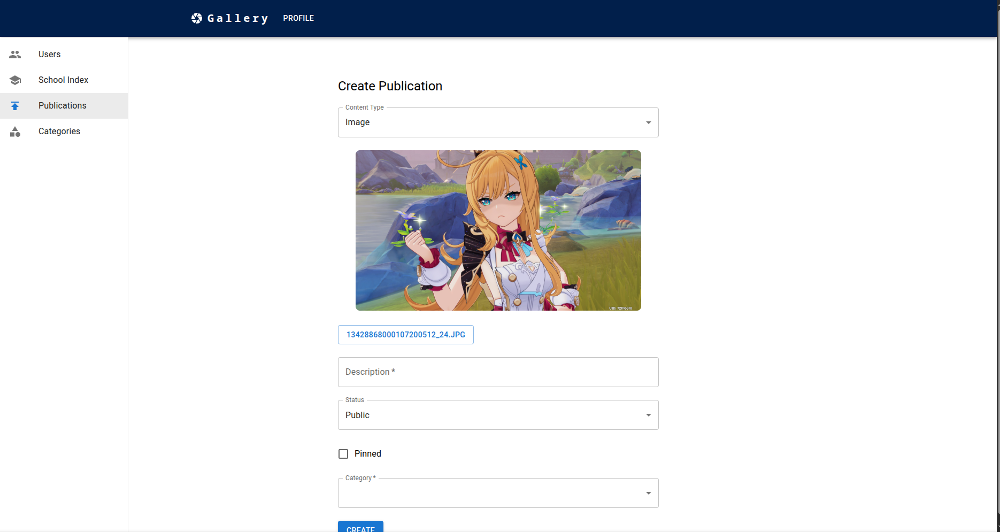 Gallery PROFILE
Users
School Index
Publications
Categories
Create Publication
Content Type
Image
UID: 721116310
13428868000107200512_24.JPG
Description *
Status
Public
Pinned
Category *
CREATE